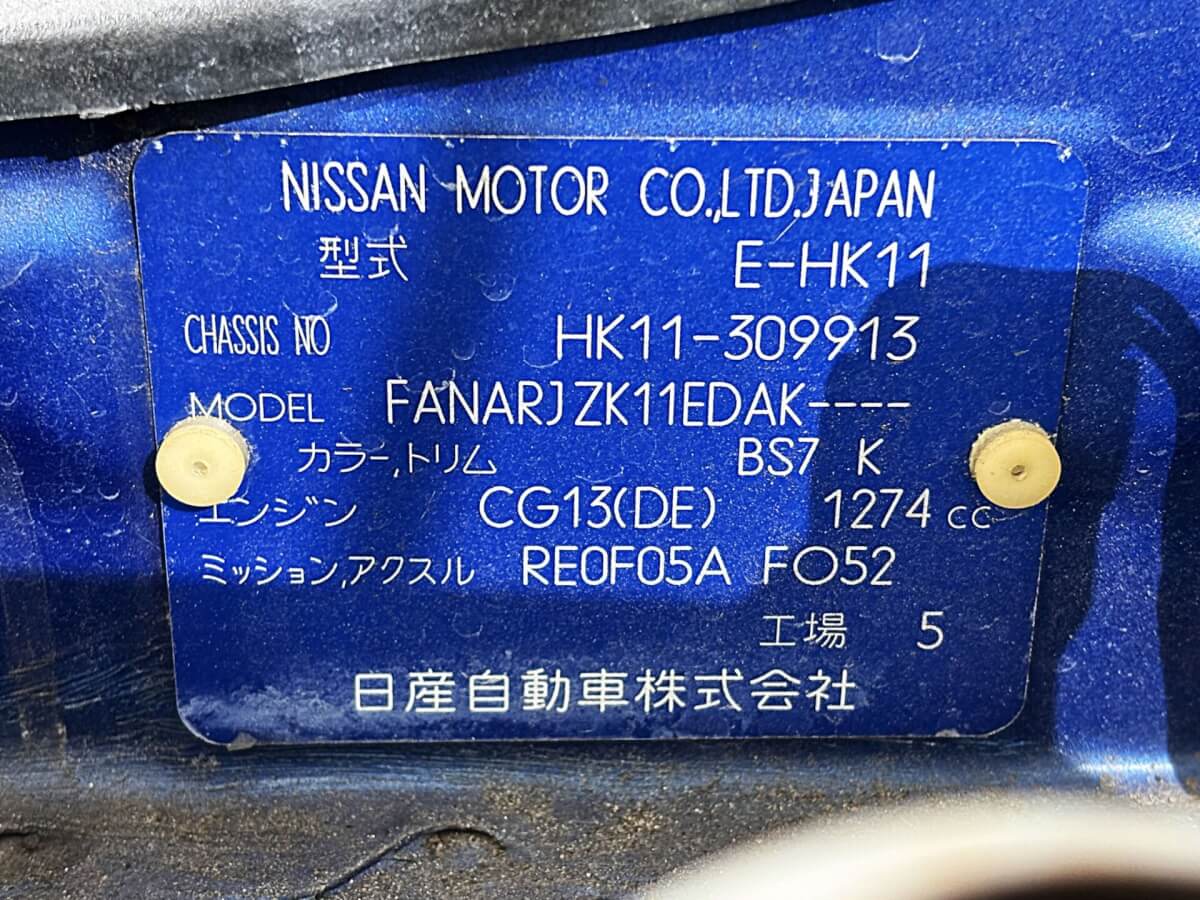 NISSAN MOTOR CO.,LTD.JAPAN
型式 E-HK11
CHASSIS NO HK11-309913
MODEL FANARJZK11EDAK----
カラー,トリム BS7 K
エンジン CG13(DE) 1274 cc
ミッション,アクスル RE0F05A FO52
工場 5
日産自動車株式会社